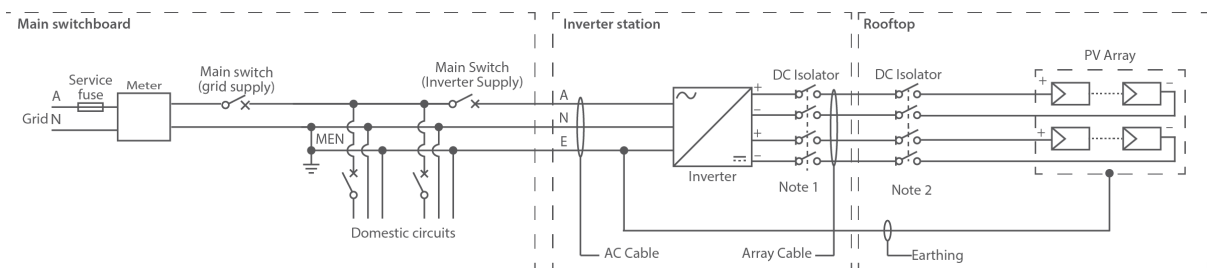 Main switchboard
Inverter station
Rooftop
Service
fuse
Meter
Main switch
(grid supply)
Main Switch
(Inverter Supply)
DC Isolator
DC Isolator
PV Array
A
Grid N
A
N
E
MEN
+
–
+
–
+
–
+
–
Inverter
Note 1
Note 2
Domestic circuits
AC Cable
Array Cable
Earthing